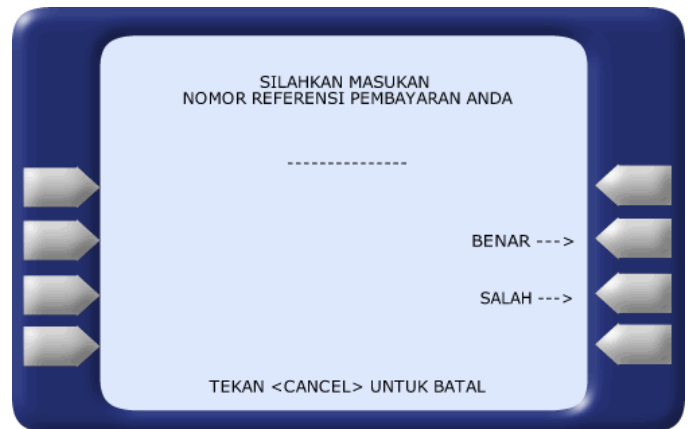 SILAHKAN MASUKAN
NOMOR REFERENSI PEMBAYARAN ANDA
---------------
BENAR --->
SALAH --->
TEKAN <CANCEL> UNTUK BATAL